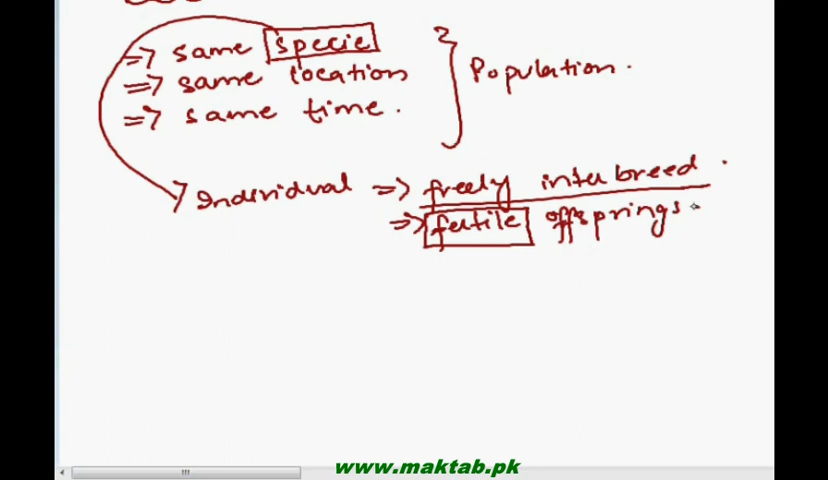 => same specie
=> same location
=> same time.
} Population.
Individual => freely interbreed.
=> fertile offsprings.
www.maktab.pk